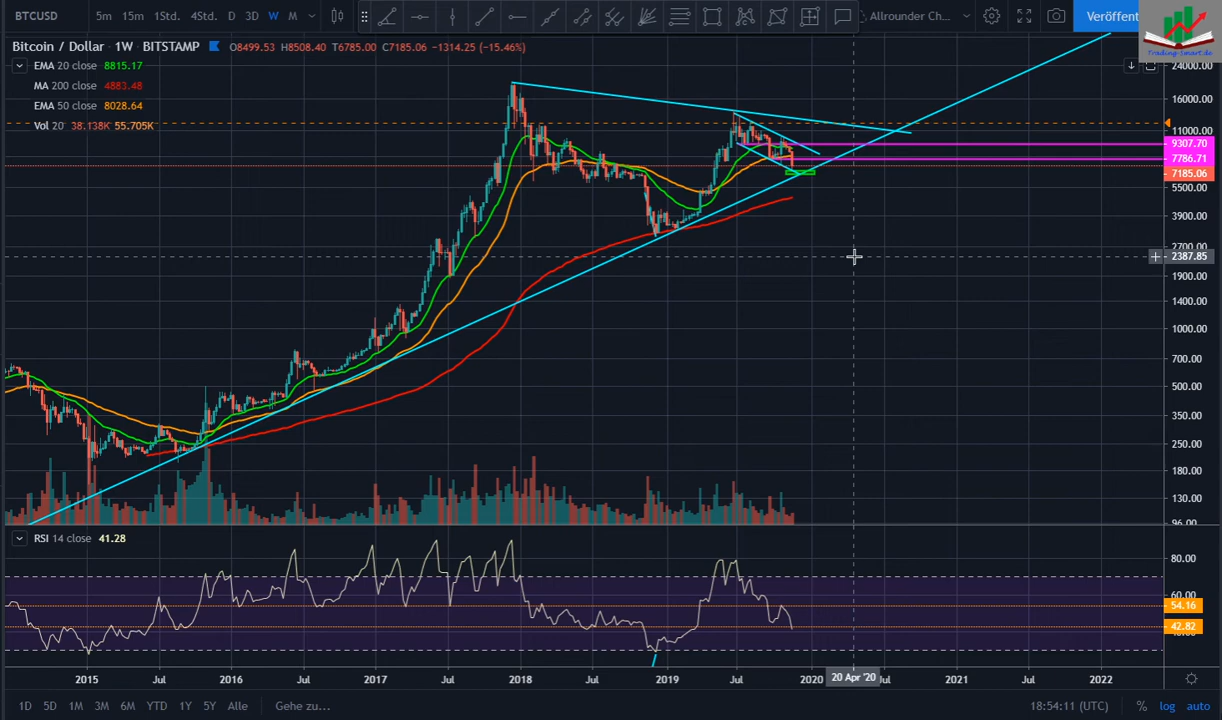 BTCUSD 5m 15m 1Std. 4Std. D 3D W M Allrounder Ch... Veröffent
Trading-Smart.de
Bitcoin / Dollar 1W BITSTAMP O8499.53 H8508.40 L6785.00 C7185.06 −1314.25 (−15.46%)
EMA 20 close 8815.17
MA 200 close 4883.48
EMA 50 close 8028.64
Vol 20 38.138K 55.705K
24000.00
16000.00
11000.00
9307.70
7786.71
7185.06
5500.00
3900.00
2700.00
2387.85
1900.00
1400.00
1000.00
700.00
500.00
350.00
250.00
180.00
130.00
96.00
RSI 14 close 41.28
80.00
60.00
54.16
42.82
2015 Jul 2016 Jul 2017 Jul 2018 Jul 2019 Jul 2020 20 Apr '20 Jul 2021 Jul 2022
1D 5D 1M 3M 6M YTD 1Y 5Y Alle Gehe zu... 18:54:11 (UTC) % log auto